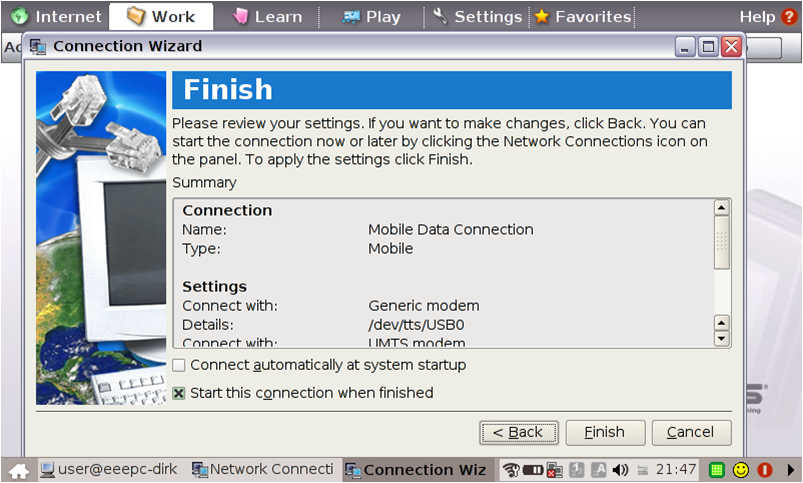 Internet Work Learn Play Settings Favorites Help ?
Connection Wizard
Finish
Please review your settings. If you want to make changes, click Back. You can
start the connection now or later by clicking the Network Connections icon on
the panel. To apply the settings click Finish.
Summary
Connection
Name: Mobile Data Connection
Type: Mobile
Settings
Connect with: Generic modem
Details: /dev/tts/USB0
Connect with: UMTS modem
Connect automatically at system startup
Start this connection when finished
< Back Finish Cancel
user@eeepc-dirk Network Connecti Connection Wiz 21:47